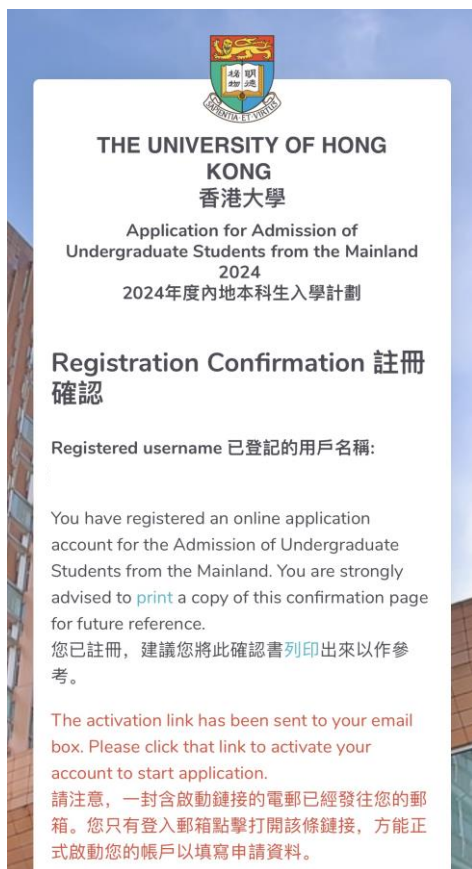 明德
格物
SAPIENTIA ET VIRTUS
THE UNIVERSITY OF HONG
KONG
香港大學
Application for Admission of
Undergraduate Students from the Mainland
2024
2024年度內地本科生入學計劃
Registration Confirmation 註冊
確認
Registered username 已登記的用戶名稱:
You have registered an online application
account for the Admission of Undergraduate
Students from the Mainland. You are strongly
advised to print a copy of this confirmation page
for future reference.
您已註冊，建議您將此確認書列印出來以作參
考。
The activation link has been sent to your email
box. Please click that link to activate your
account to start application.
請注意，一封含啟動鏈接的電郵已經發往您的郵
箱。您只有登入郵箱點擊打開該條鏈接，方能正
式啟動您的帳戶以填寫申請資料。